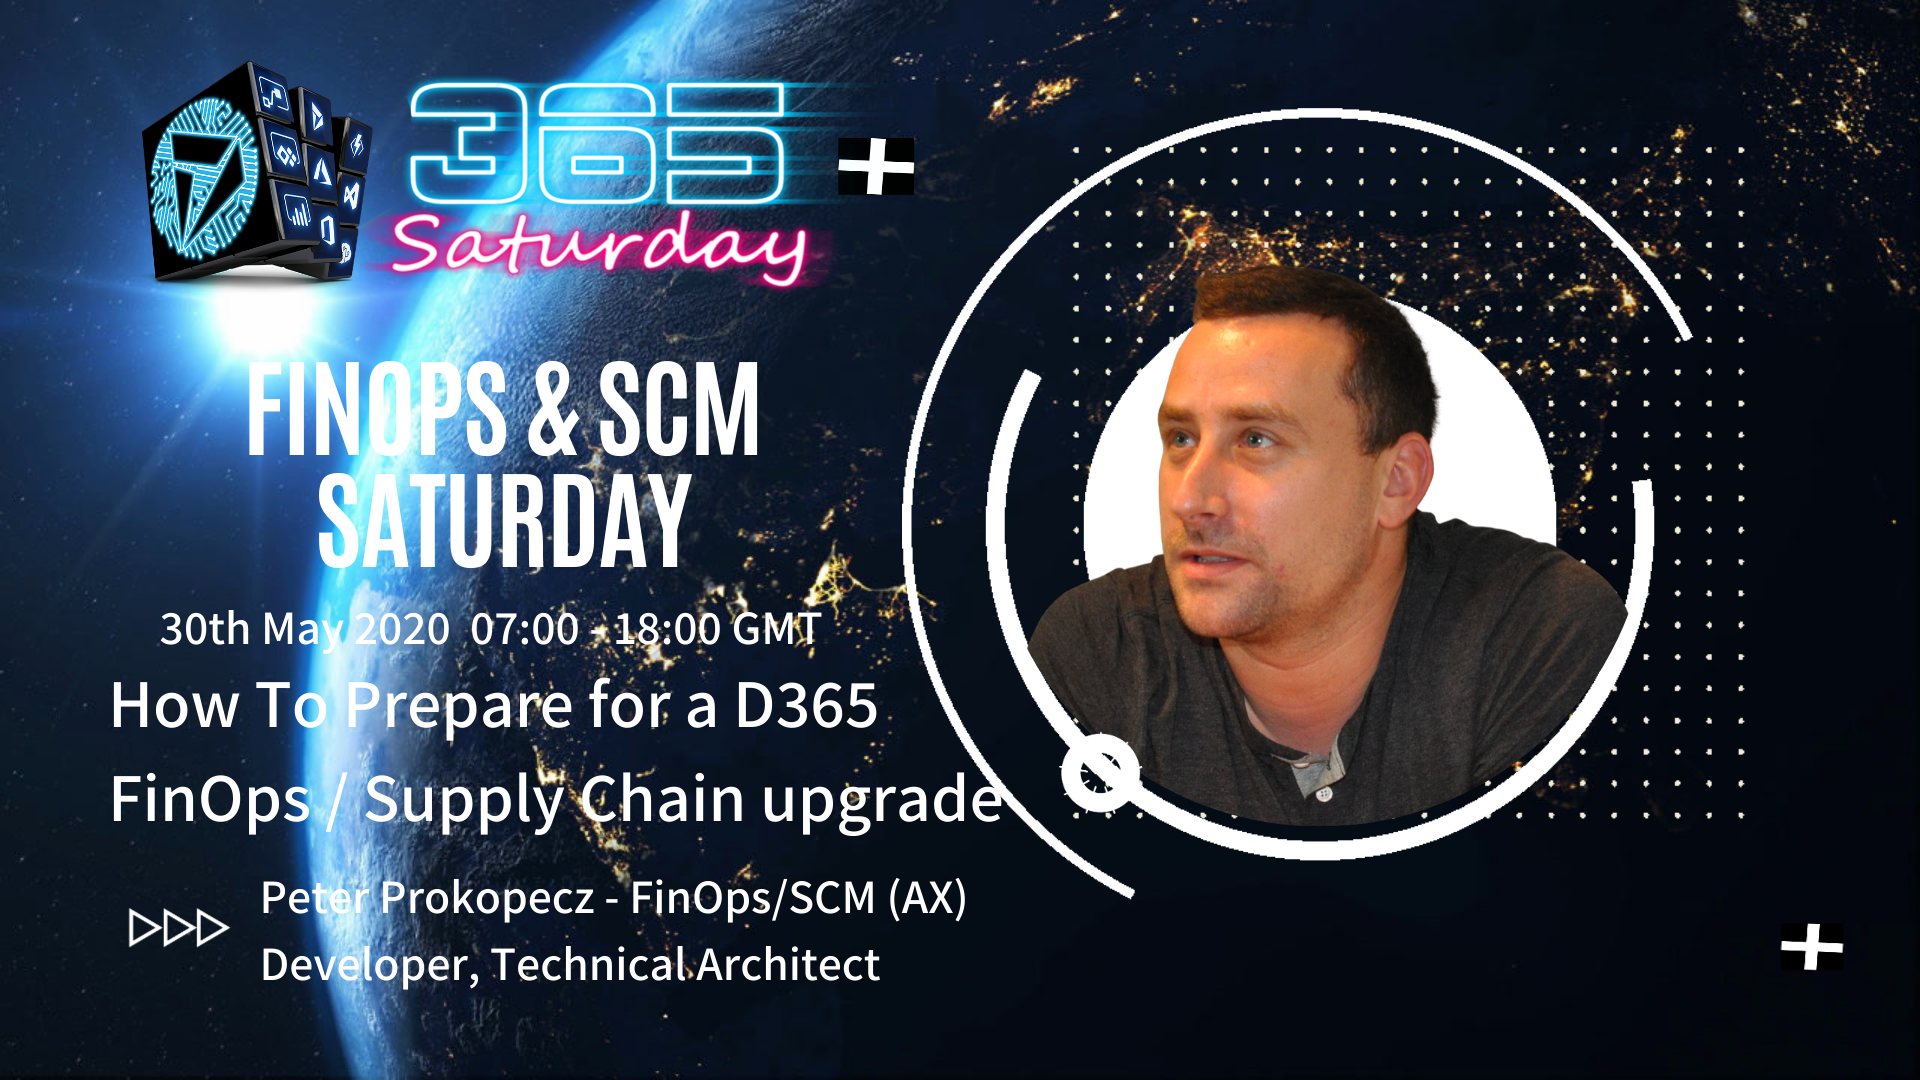 365
Saturday
FINOPS & SCM
SATURDAY
30th May 2020 07:00 - 18:00 GMT
How To Prepare for a D365
FinOps / Supply Chain upgrade
Peter Prokopecz - FinOps/SCM (AX)
Developer, Technical Architect